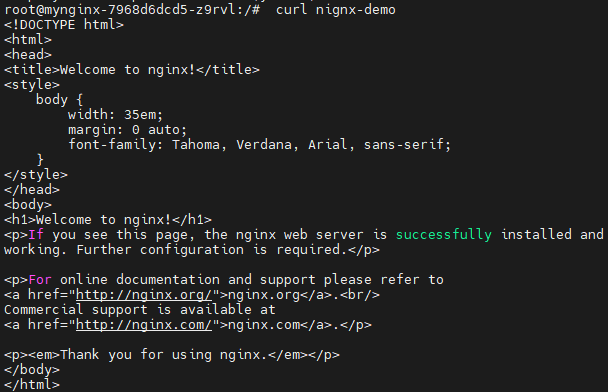 root@mynginx-7968d6dcd5-z9rvl:/#  curl nignx-demo
<!DOCTYPE html>
<html>
<head>
<title>Welcome to nginx!</title>
<style>
    body {
        width: 35em;
        margin: 0 auto;
        font-family: Tahoma, Verdana, Arial, sans-serif;
    }
</style>
</head>
<body>
<h1>Welcome to nginx!</h1>
<p>If you see this page, the nginx web server is successfully installed and
working. Further configuration is required.</p>

<p>For online documentation and support please refer to
<a href="http://nginx.org/">nginx.org</a>.<br/>
Commercial support is available at
<a href="http://nginx.com/">nginx.com</a>.</p>

<p><em>Thank you for using nginx.</em></p>
</body>
</html>